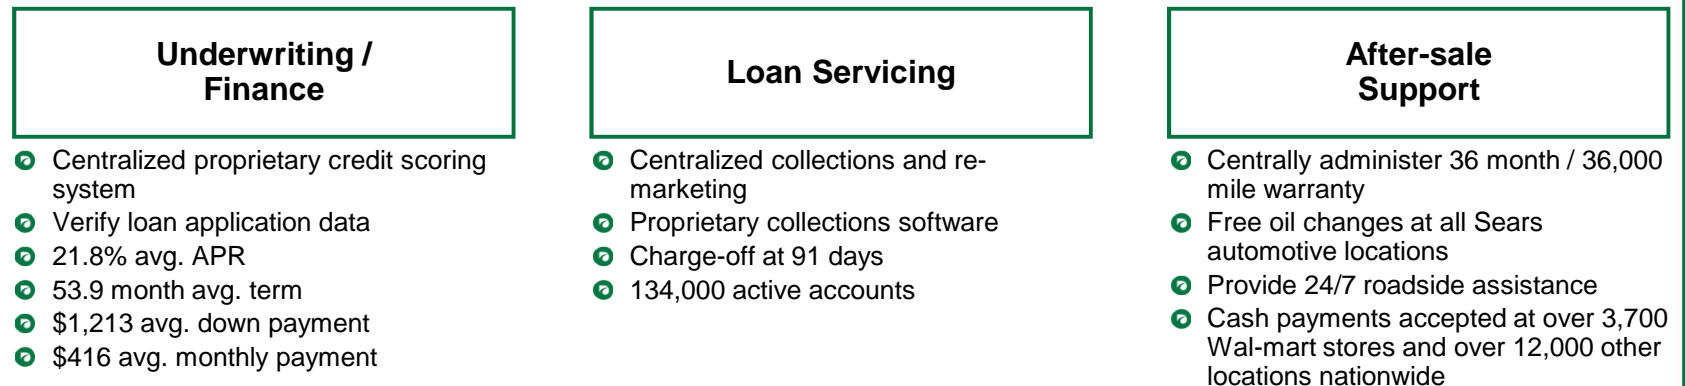 Underwriting /
Finance
Centralized proprietary credit scoring
system
Verify loan application data
21.8% avg. APR
53.9 month avg. term
$1,213 avg. down payment
$416 avg. monthly payment
Loan Servicing
Centralized collections and re-
marketing
Proprietary collections software
Charge-off at 91 days
134,000 active accounts
After-sale
Support
Centrally administer 36 month / 36,000
mile warranty
Free oil changes at all Sears
automotive locations
Provide 24/7 roadside assistance
Cash payments accepted at over 3,700
Wal-mart stores and over 12,000 other
locations nationwide